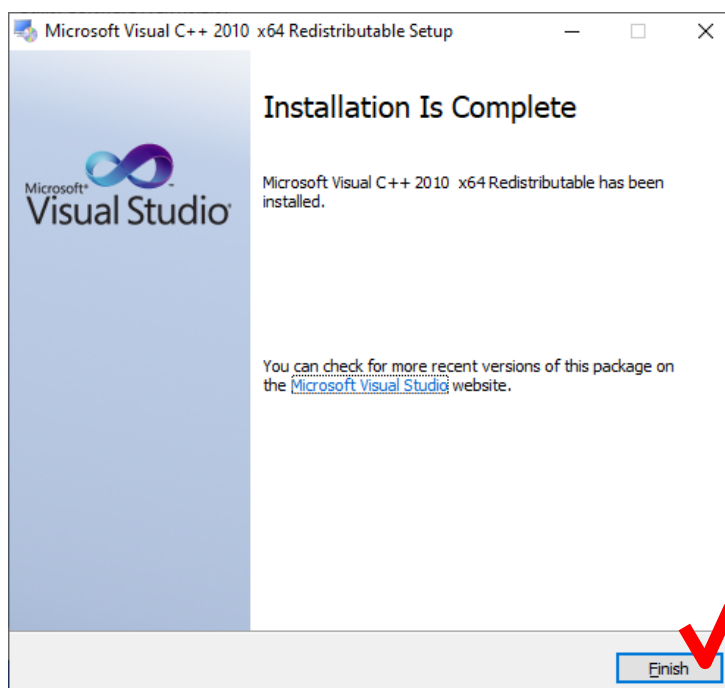 Microsoft Visual C++ 2010 x64 Redistributable Setup
Installation Is Complete
Microsoft®
Visual Studio®
Microsoft Visual C++ 2010 x64 Redistributable has been
installed.
You can check for more recent versions of this package on
the Microsoft Visual Studio website.
Finish